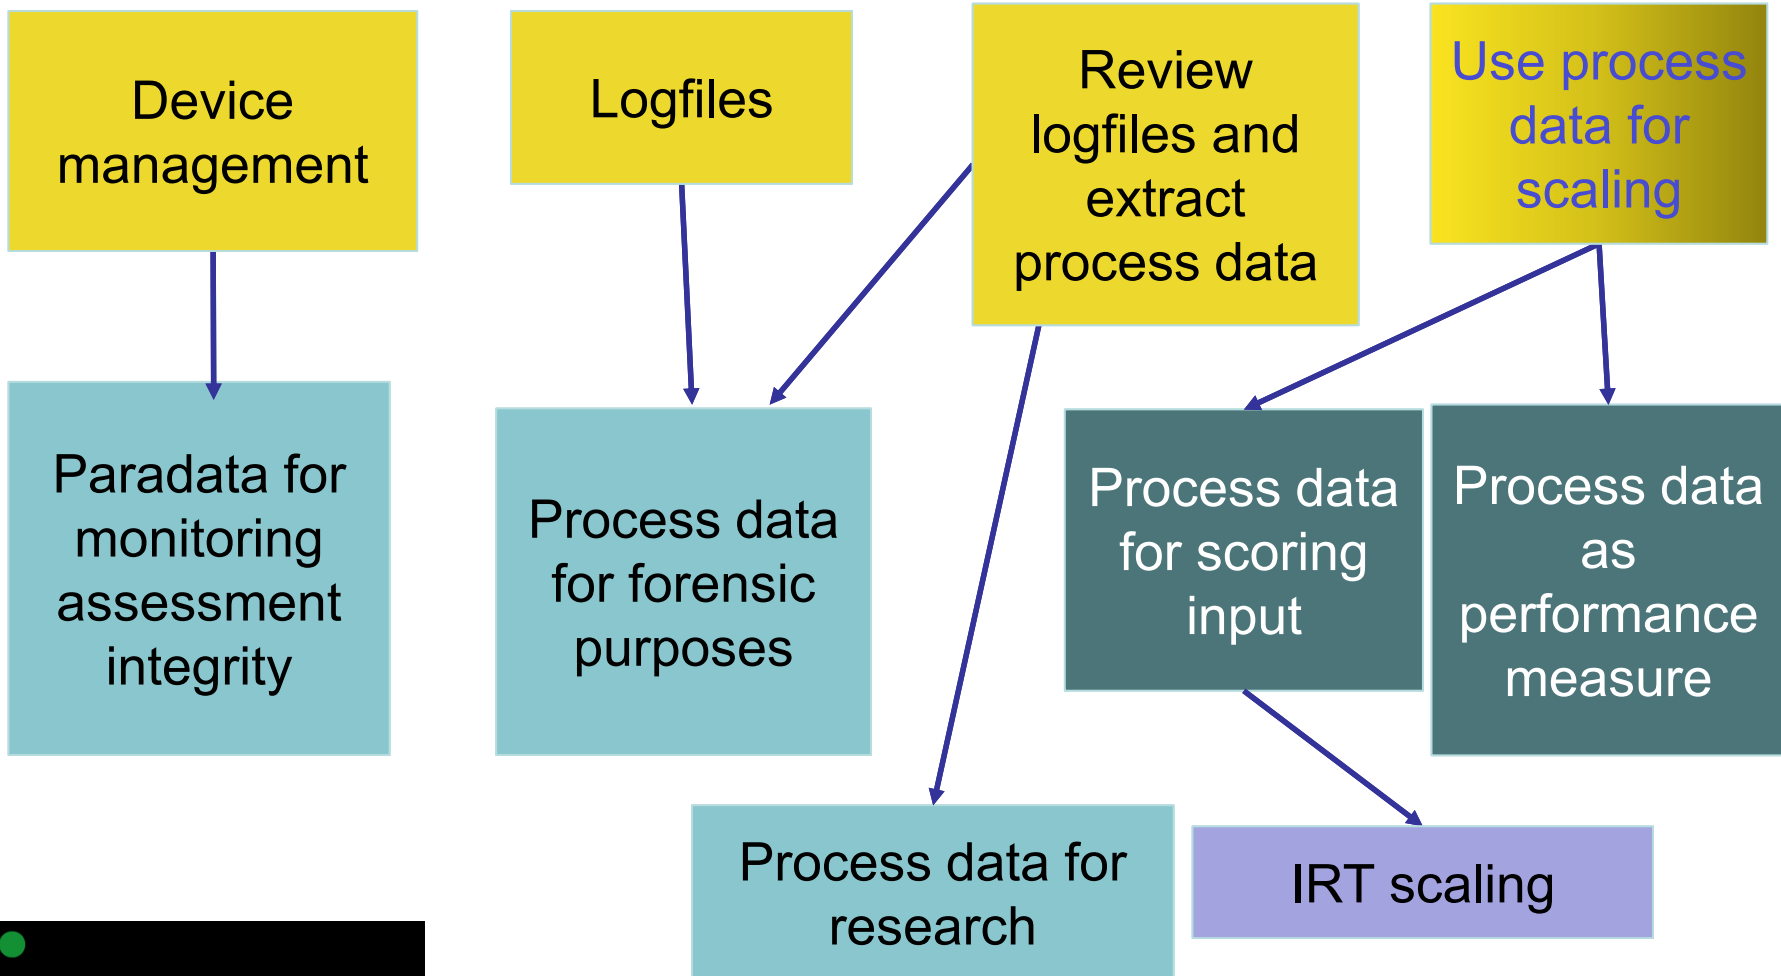 Device
management
Logfiles
Review
logfiles and
extract
process data
Use process
data for
scaling
Paradata for
monitoring
assessment
integrity
Process data
for forensic
purposes
Process data
for scoring
input
Process data
as
performance
measure
Process data for
research
IRT scaling